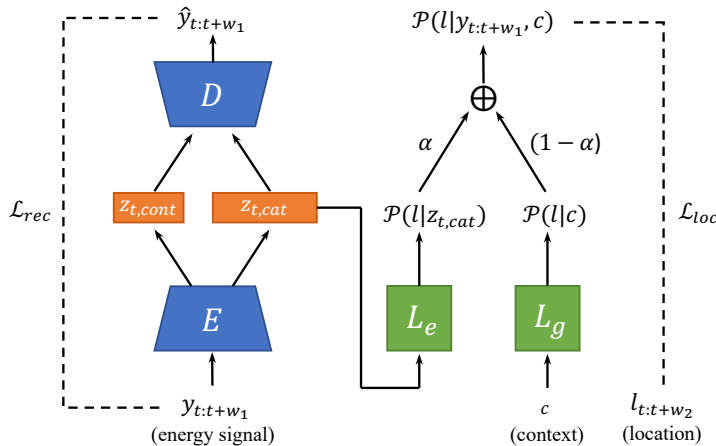 ŷ_{t:t+w_1}
𝒫(l|y_{t:t+w_1}, c)
D
α
(1 − α)
z_{t,cont}
z_{t,cat}
ℒ_{rec}
𝒫(l|z_{t,cat})
𝒫(l|c)
ℒ_{loc}
E
L_e
L_g
y_{t:t+w_1}
c
l_{t:t+w_2}
(energy signal)
(context)
(location)